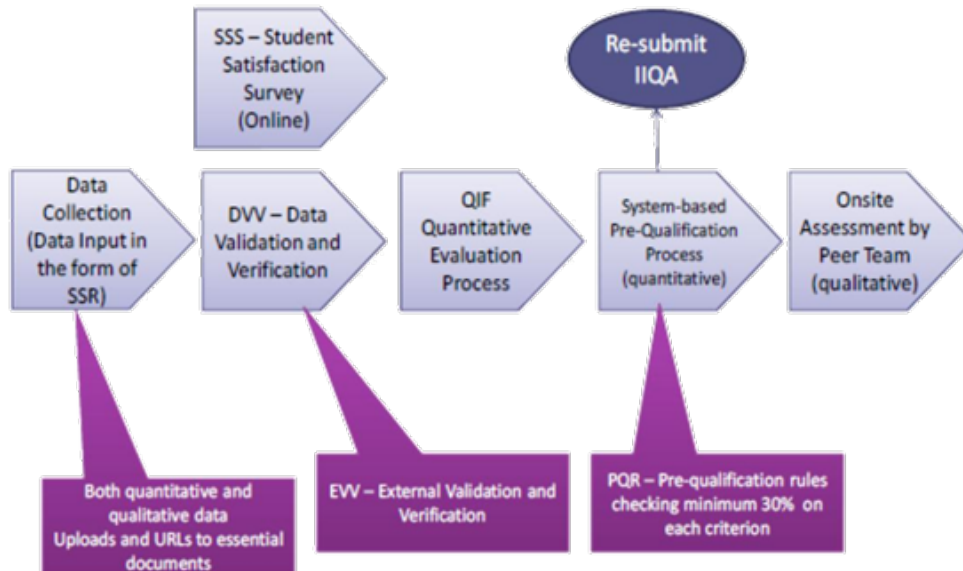 SSS – Student
Satisfaction
Survey
(Online)
Re-submit
IIQA
Data
Collection
(Data Input in
the form of
SSR)
DVV – Data
Validation and
Verification
QIF
Quantitative
Evaluation
Process
System-based
Pre-Qualification
Process
(quantitative)
Onsite
Assessment by
Peer Team
(qualitative)
Both quantitative and
qualitative data
Uploads and URLs to essential
documents
EVV – External Validation and
Verification
PQR – Pre-qualification rules
checking minimum 30% on
each criterion